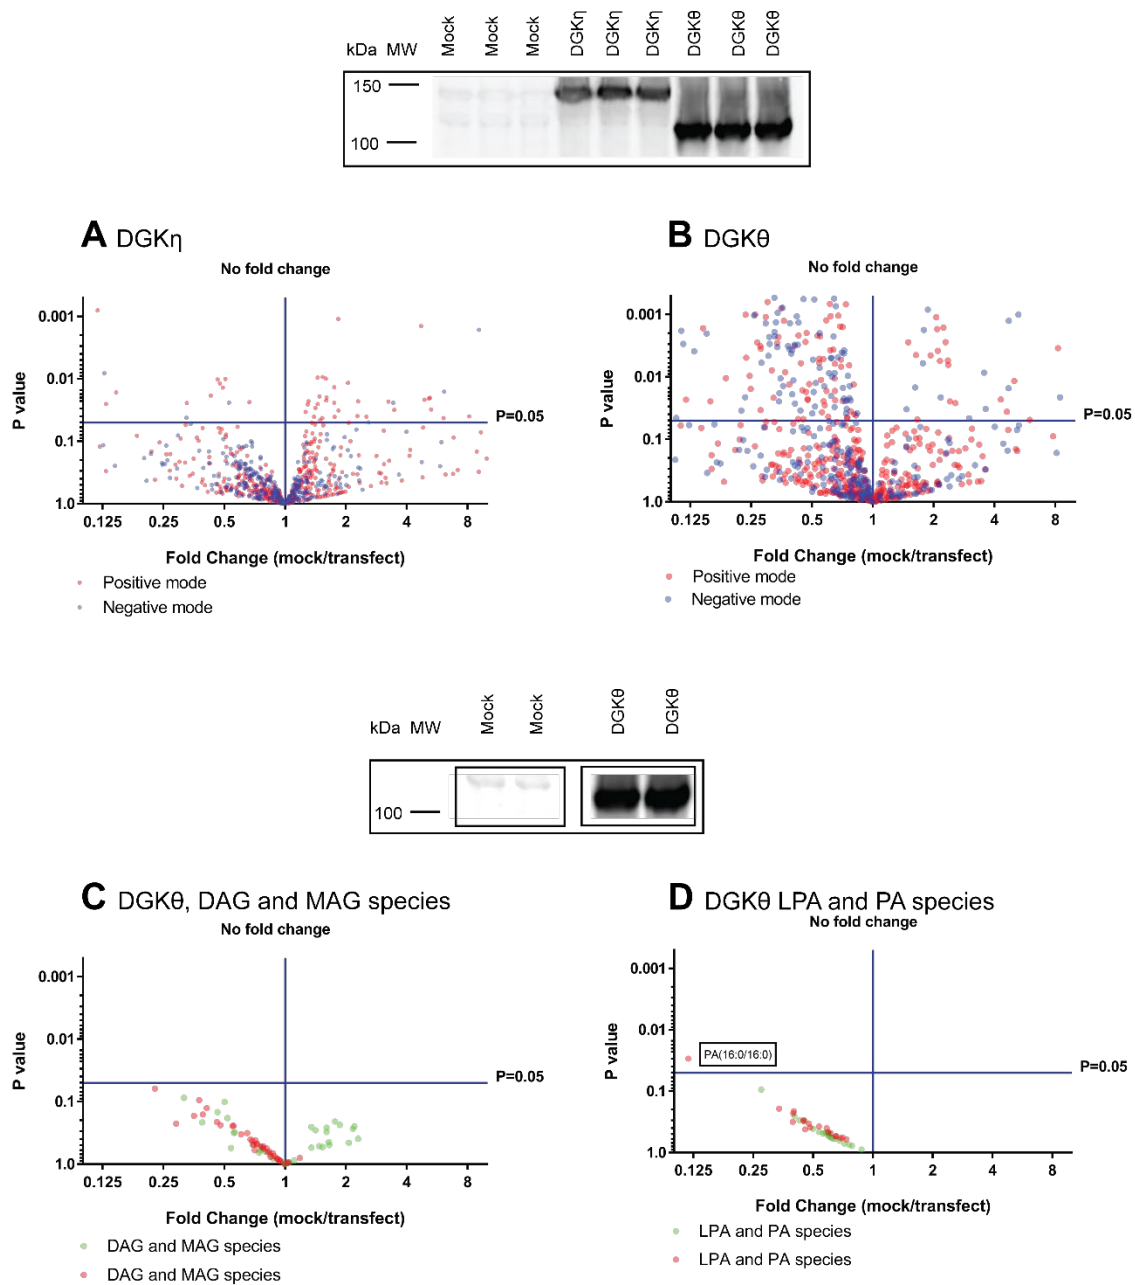 kDa MW Mock Mock Mock DGKη DGKη DGKη DGKθ DGKθ DGKθ
150
100
A DGKη
No fold change
P value
0.001
0.01
0.1
1.0
P=0.05
0.125 0.25 0.5 1 2 4 8
Fold Change (mock/transfect)
Positive mode
Negative mode
B DGKθ
No fold change
P value
0.001
0.01
0.1
1.0
P=0.05
0.125 0.25 0.5 1 2 4 8
Fold Change (mock/transfect)
Positive mode
Negative mode
kDa MW Mock Mock DGKθ DGKθ
100
C DGKθ, DAG and MAG species
No fold change
P value
0.001
0.01
0.1
1.0
P=0.05
0.125 0.25 0.5 1 2 4 8
Fold Change (mock/transfect)
DAG and MAG species
DAG and MAG species
D DGKθ LPA and PA species
No fold change
P value
0.001
0.01
0.1
1.0
PA(16:0/16:0)
P=0.05
0.125 0.25 0.5 1 2 4 8
Fold Change (mock/transfect)
LPA and PA species
LPA and PA species